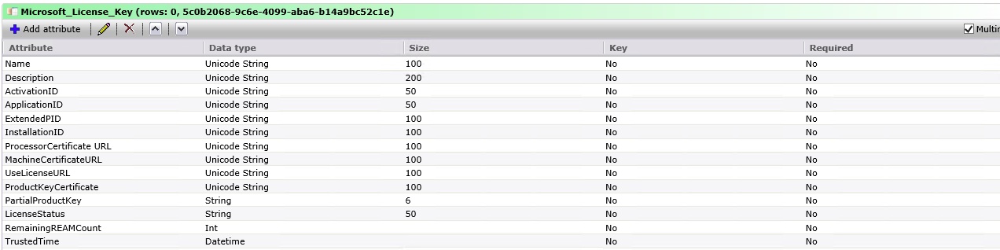 Microsoft_License_Key (rows: 0, 5c0b2068-9c6e-4099-aba6-b14a9bc52c1e)
Add attribute Multir
Attribute Data type Size Key Required
Name Unicode String 100 No No
Description Unicode String 200 No No
ActivationID Unicode String 50 No No
ApplicationID Unicode String 50 No No
ExtendedPID Unicode String 100 No No
InstallationID Unicode String 100 No No
ProcessorCertificate URL Unicode String 100 No No
MachineCertificateURL Unicode String 100 No No
UseLicenseURL Unicode String 100 No No
ProductKeyCertificate Unicode String 100 No No
PartialProductKey String 6 No No
LicenseStatus String 50 No No
RemainingREAMCount Int No No
TrustedTime Datetime No No